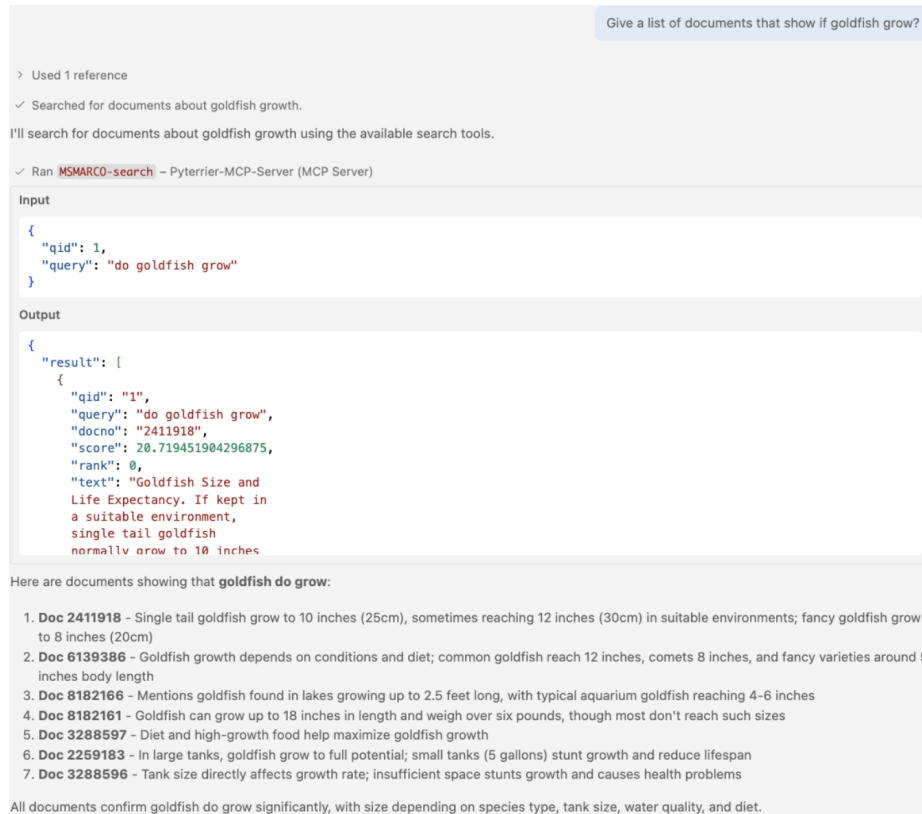 Give a list of documents that show if goldfish grow?
Used 1 reference
Searched for documents about goldfish growth.
I'll search for documents about goldfish growth using the available search tools.
Ran MSMARCO-search – Pyterrier-MCP-Server (MCP Server)
Input
{
"qid": 1,
"query": "do goldfish grow"
}
Output
{
"result": [
{
"qid": "1",
"query": "do goldfish grow",
"docno": "2411918",
"score": 20.719451904296875,
"rank": 0,
"text": "Goldfish Size and
Life Expectancy. If kept in
a suitable environment,
single tail goldfish
normally grow to 10 inches
Here are documents showing that goldfish do grow:
1. Doc 2411918 - Single tail goldfish grow to 10 inches (25cm), sometimes reaching 12 inches (30cm) in suitable environments; fancy goldfish grow
to 8 inches (20cm)
2. Doc 6139386 - Goldfish growth depends on conditions and diet; common goldfish reach 12 inches, comets 8 inches, and fancy varieties around
inches body length
3. Doc 8182166 - Mentions goldfish found in lakes growing up to 2.5 feet long, with typical aquarium goldfish reaching 4-6 inches
4. Doc 8182161 - Goldfish can grow up to 18 inches in length and weigh over six pounds, though most don't reach such sizes
5. Doc 3288597 - Diet and high-growth food help maximize goldfish growth
6. Doc 2259183 - In large tanks, goldfish grow to full potential; small tanks (5 gallons) stunt growth and reduce lifespan
7. Doc 3288596 - Tank size directly affects growth rate; insufficient space stunts growth and causes health problems
All documents confirm goldfish do grow significantly, with size depending on species type, tank size, water quality, and diet.